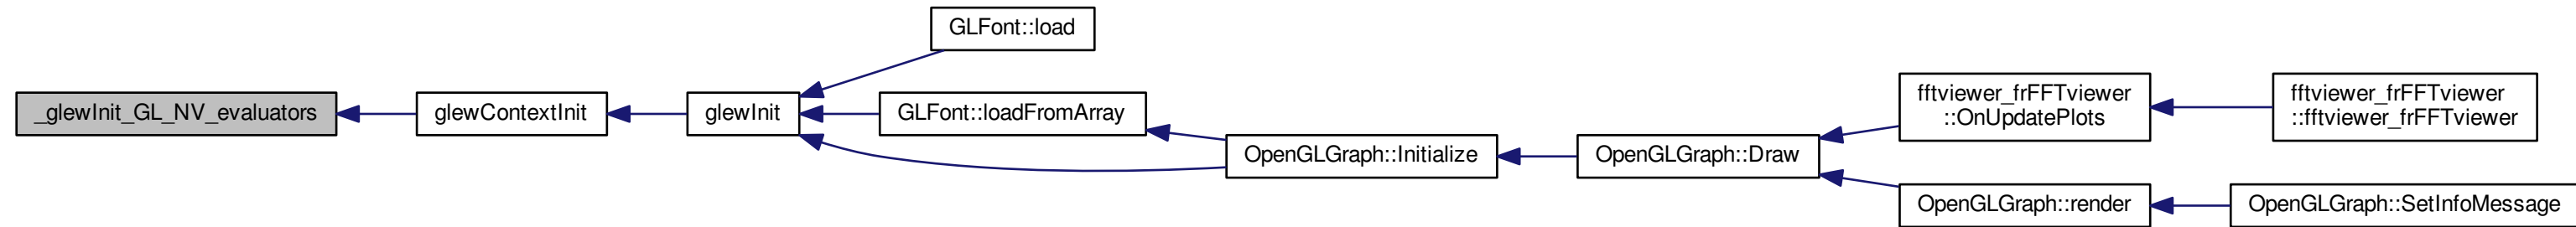 _glewInit_GL_NV_evaluators
glewContextInit
glewInit
GLFont::load
GLFont::loadFromArray
OpenGLGraph::Initialize
OpenGLGraph::Draw
fftviewer_frFFTviewer
::OnUpdatePlots
fftviewer_frFFTviewer
::fftviewer_frFFTviewer
OpenGLGraph::render
OpenGLGraph::SetInfoMessage